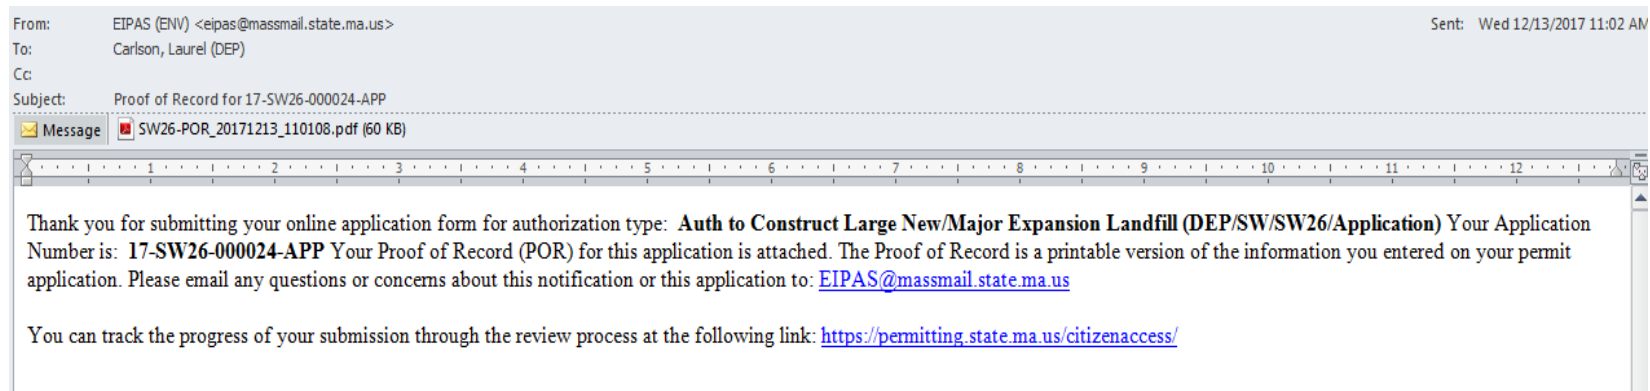 From: EIPAS (ENV) <eipas@massmail.state.ma.us> Sent: Wed 12/13/2017 11:02 AM
To: Carlson, Laurel (DEP)
Cc:
Subject: Proof of Record for 17-SW26-000024-APP
Message SW26-POR_20171213_110108.pdf (60 KB)
1 2 3 4 5 6 7 8 9 10 11 12
Thank you for submitting your online application form for authorization type: Auth to Construct Large New/Major Expansion Landfill (DEP/SW/SW26/Application) Your Application
Number is: 17-SW26-000024-APP Your Proof of Record (POR) for this application is attached. The Proof of Record is a printable version of the information you entered on your permit
application. Please email any questions or concerns about this notification or this application to: EIPAS@massmail.state.ma.us
You can track the progress of your submission through the review process at the following link: https://permitting.state.ma.us/citizenaccess/